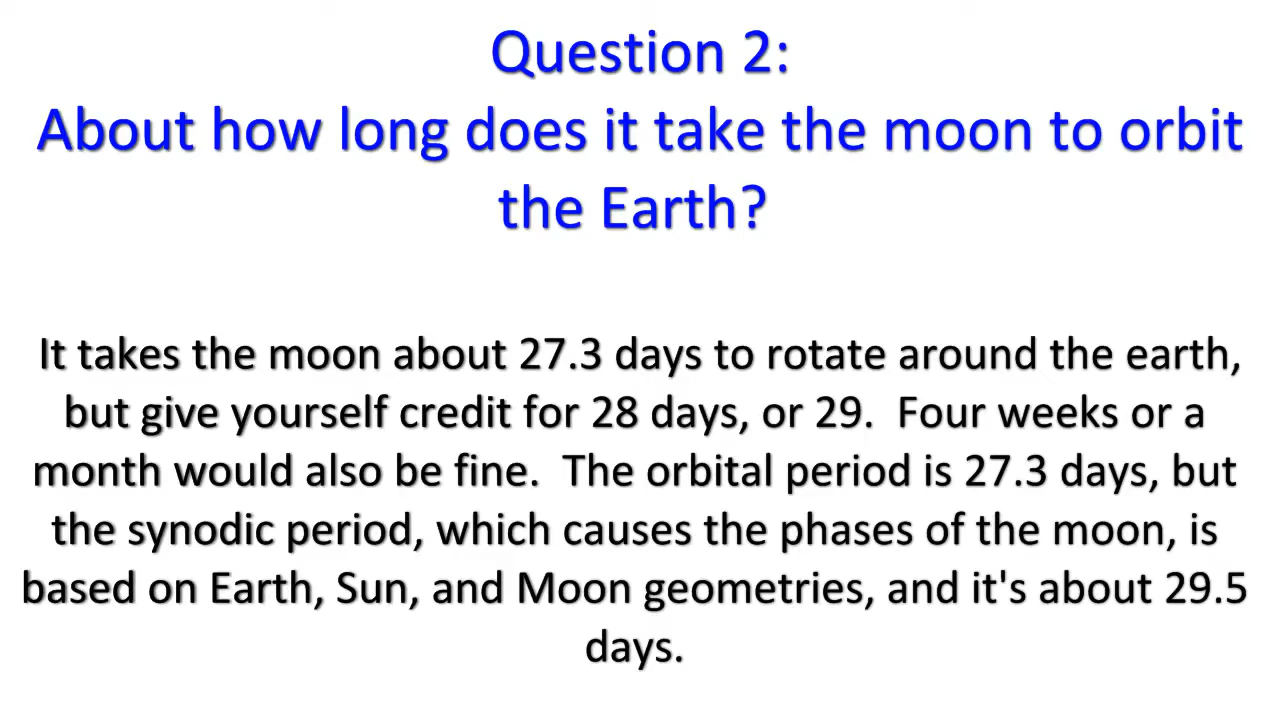 Question 2:
About how long does it take the moon to orbit
the Earth?
It takes the moon about 27.3 days to rotate around the earth,
but give yourself credit for 28 days, or 29.  Four weeks or a
month would also be fine.  The orbital period is 27.3 days, but
the synodic period, which causes the phases of the moon, is
based on Earth, Sun, and Moon geometries, and it's about 29.5
days.